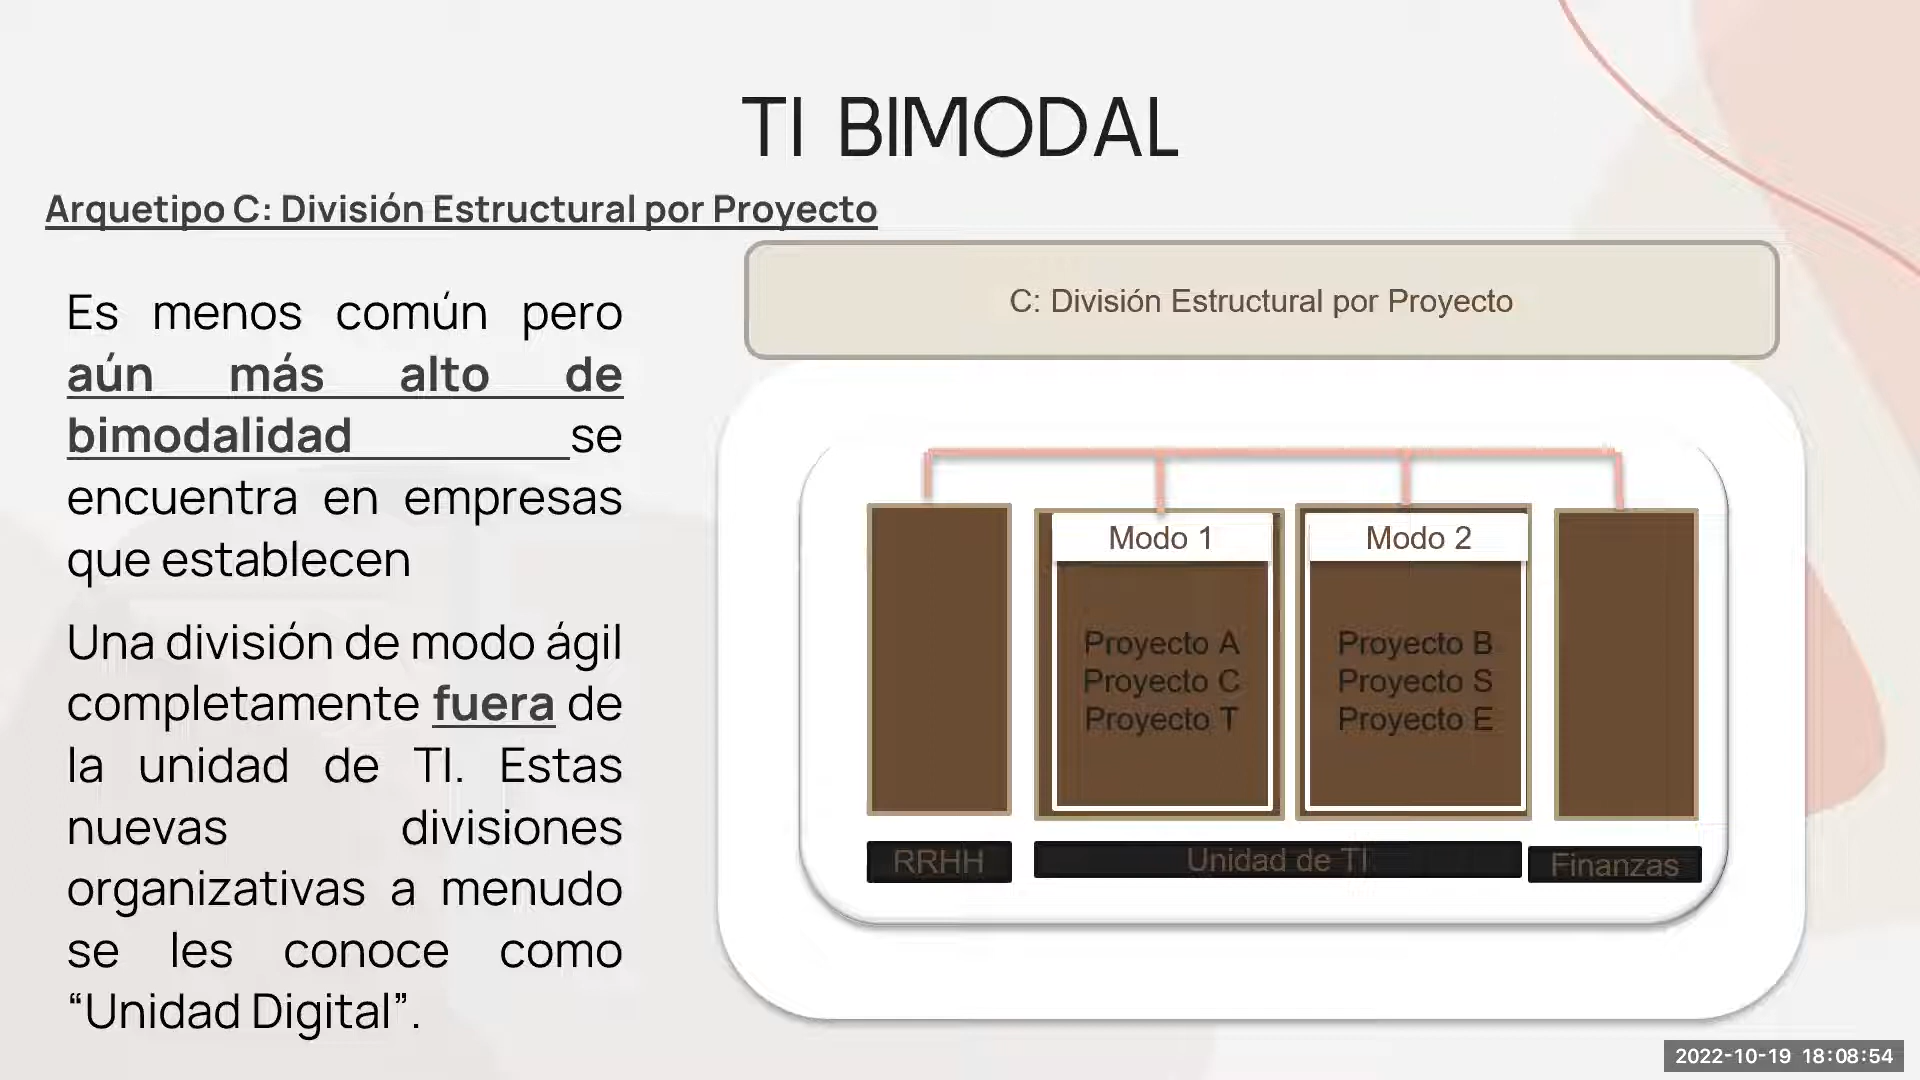 TI BIMODAL
Arquetipo C: División Estructural por Proyecto
Es menos común pero
aún más alto de
bimodalidad se
encuentra en empresas
que establecen
Una división de modo ágil
completamente fuera de
la unidad de TI. Estas
nuevas divisiones
organizativas a menudo
se les conoce como
“Unidad Digital”.
C: División Estructural por Proyecto
Modo 1
Proyecto A
Proyecto C
Proyecto T
Modo 2
Proyecto B
Proyecto S
Proyecto E
RRHH
Unidad de TI
Finanzas
2022-10-19 18:08:54